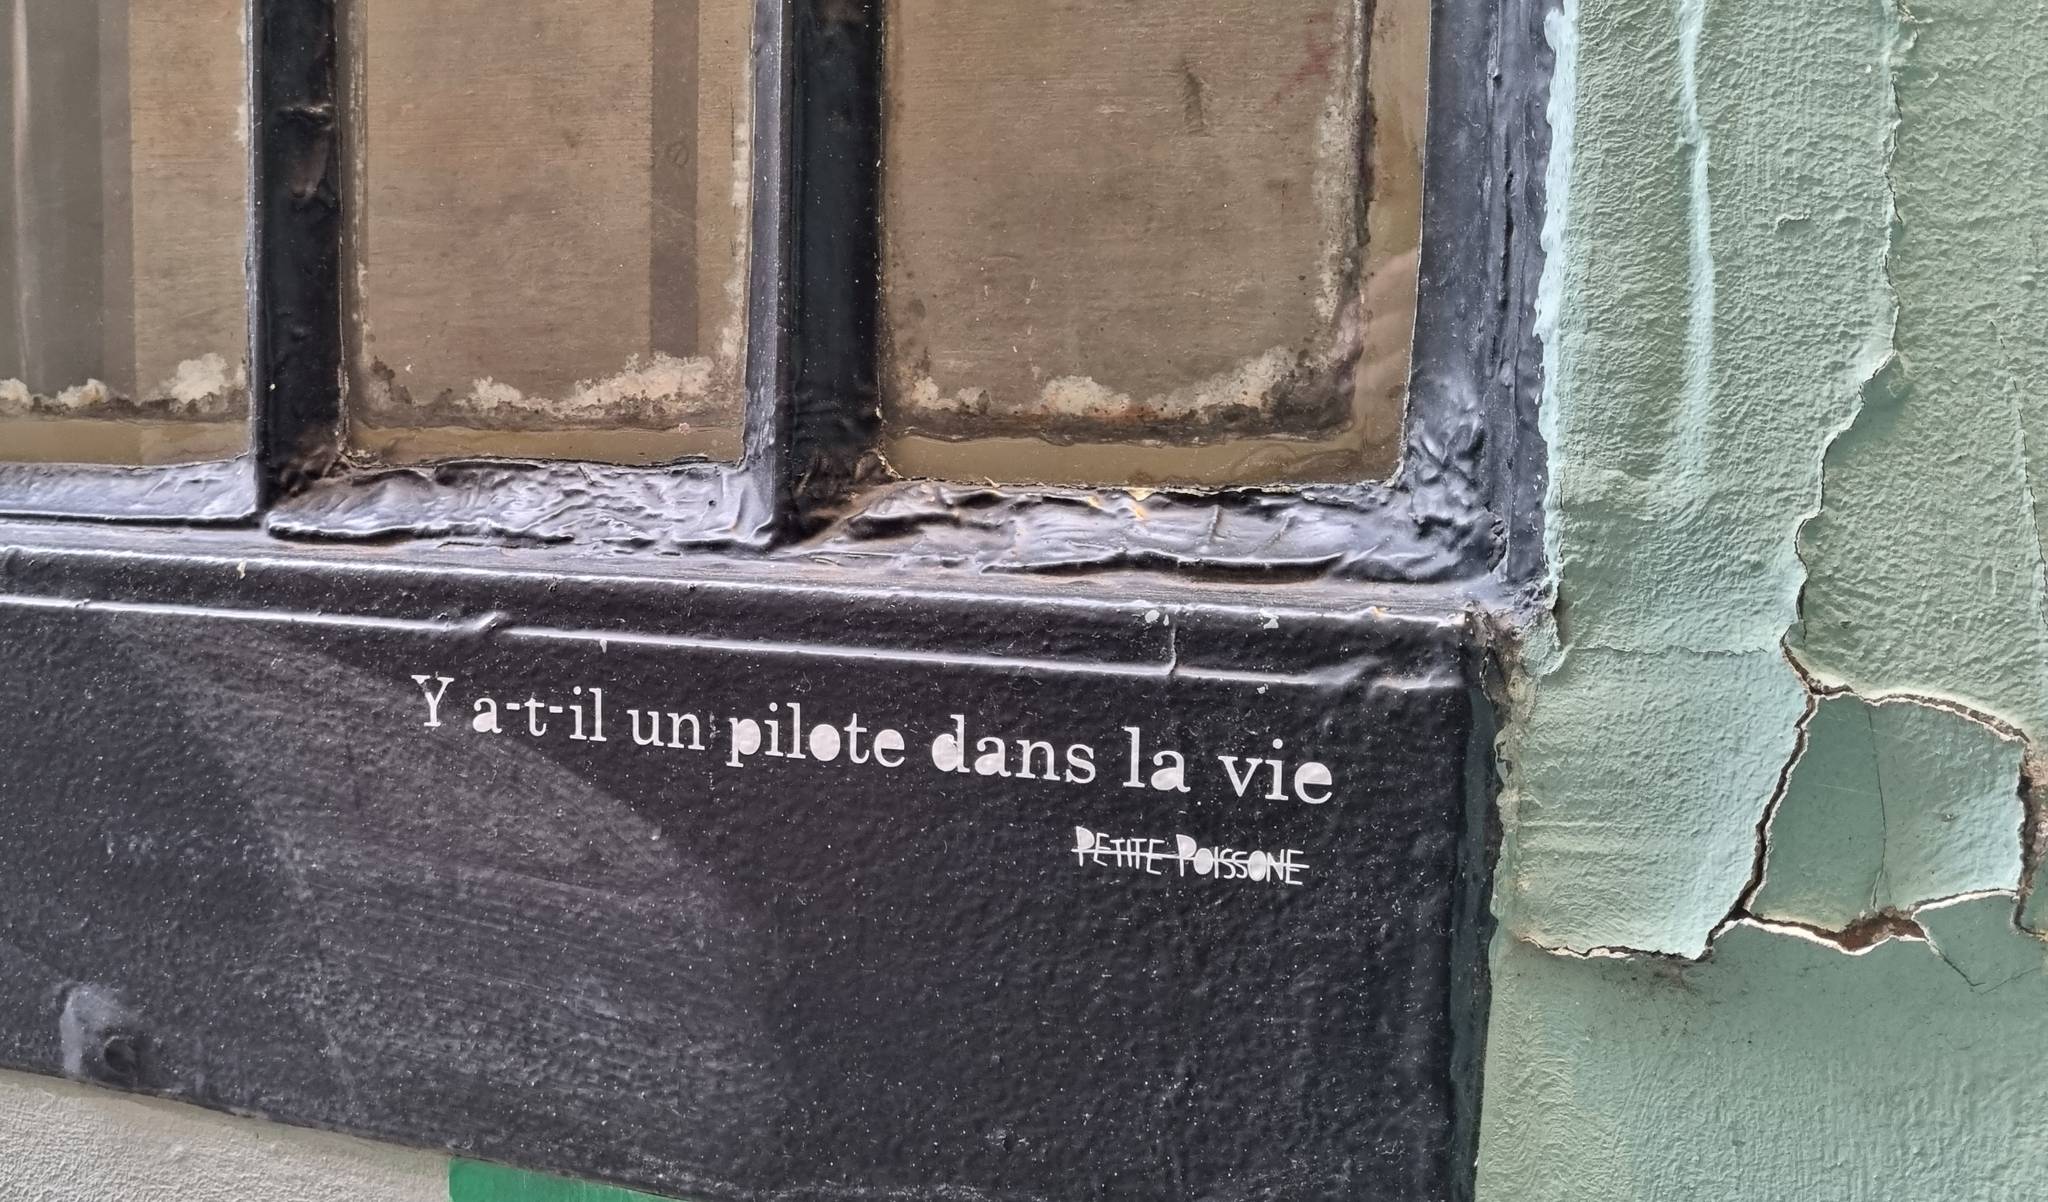 Y a-t-il un pilote dans la vie
PETITE POISSONE